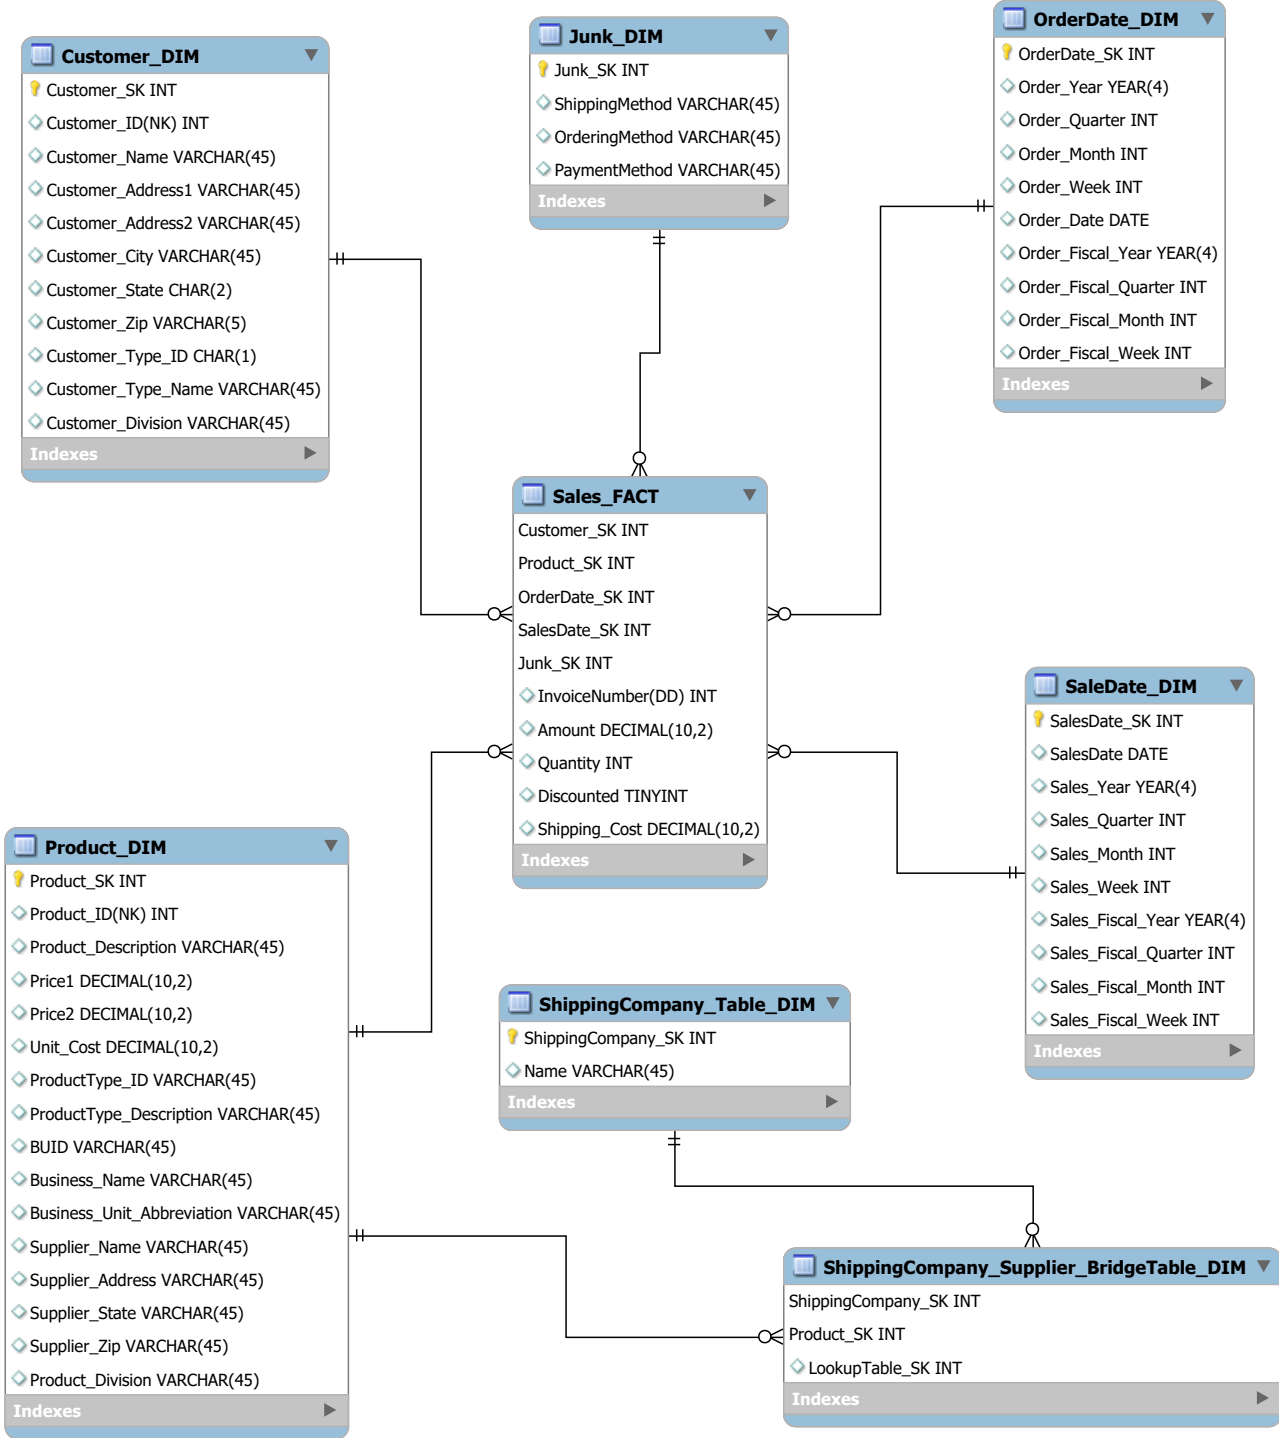 Customer_DIM
Customer_SK INT
Customer_ID(NK) INT
Customer_Name VARCHAR(45)
Customer_Address1 VARCHAR(45)
Customer_Address2 VARCHAR(45)
Customer_City VARCHAR(45)
Customer_State CHAR(2)
Customer_Zip VARCHAR(5)
Customer_Type_ID CHAR(1)
Customer_Type_Name VARCHAR(45)
Customer_Division VARCHAR(45)
Indexes
Junk_DIM
Junk_SK INT
ShippingMethod VARCHAR(45)
OrderingMethod VARCHAR(45)
PaymentMethod VARCHAR(45)
Indexes
OrderDate_DIM
OrderDate_SK INT
Order_Year YEAR(4)
Order_Quarter INT
Order_Month INT
Order_Week INT
Order_Date DATE
Order_Fiscal_Year YEAR(4)
Order_Fiscal_Quarter INT
Order_Fiscal_Month INT
Order_Fiscal_Week INT
Indexes
Sales_FACT
Customer_SK INT
Product_SK INT
OrderDate_SK INT
SalesDate_SK INT
Junk_SK INT
InvoiceNumber(DD) INT
Amount DECIMAL(10,2)
Quantity INT
Discounted TINYINT
Shipping_Cost DECIMAL(10,2)
Indexes
SaleDate_DIM
SalesDate_SK INT
SalesDate DATE
Sales_Year YEAR(4)
Sales_Quarter INT
Sales_Month INT
Sales_Week INT
Sales_Fiscal_Year YEAR(4)
Sales_Fiscal_Quarter INT
Sales_Fiscal_Month INT
Sales_Fiscal_Week INT
Indexes
Product_DIM
Product_SK INT
Product_ID(NK) INT
Product_Description VARCHAR(45)
Price1 DECIMAL(10,2)
Price2 DECIMAL(10,2)
Unit_Cost DECIMAL(10,2)
ProductType_ID VARCHAR(45)
ProductType_Description VARCHAR(45)
BUID VARCHAR(45)
Business_Name VARCHAR(45)
Business_Unit_Abbreviation VARCHAR(45)
Supplier_Name VARCHAR(45)
Supplier_Address VARCHAR(45)
Supplier_State VARCHAR(45)
Supplier_Zip VARCHAR(45)
Product_Division VARCHAR(45)
Indexes
ShippingCompany_Table_DIM
ShippingCompany_SK INT
Name VARCHAR(45)
Indexes
ShippingCompany_Supplier_BridgeTable_DIM
ShippingCompany_SK INT
Product_SK INT
LookupTable_SK INT
Indexes